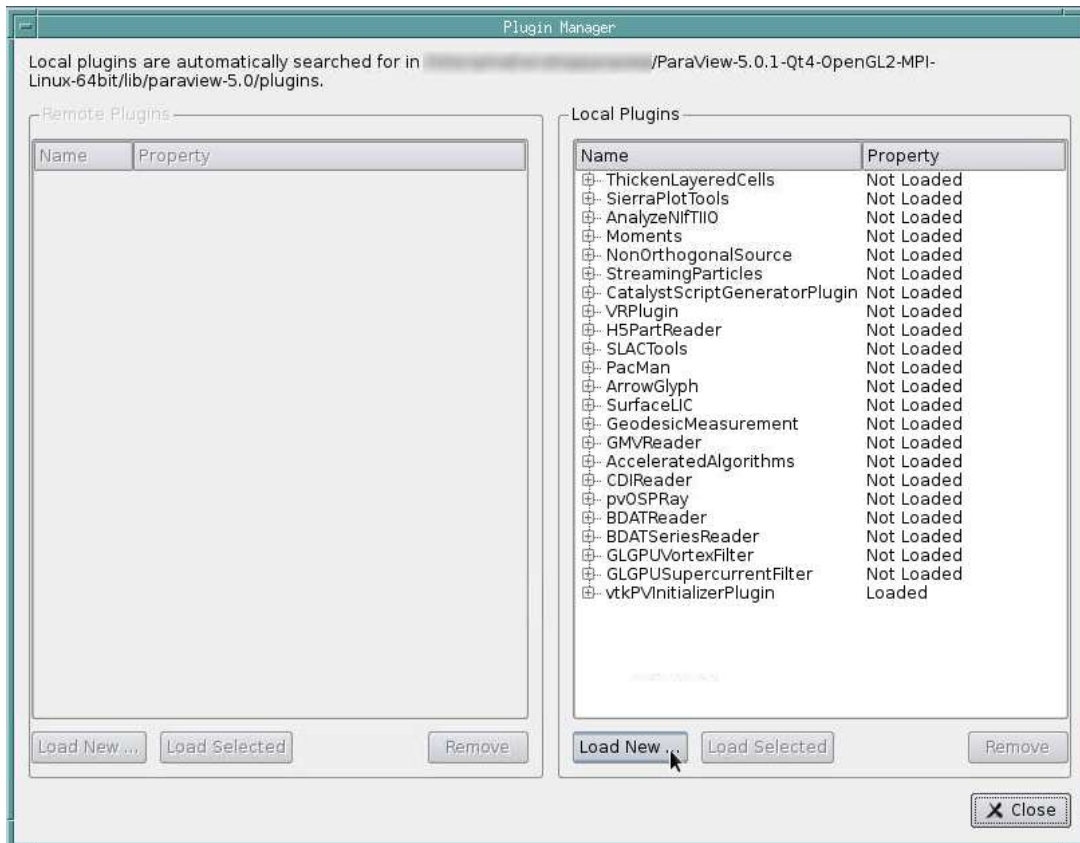 Plugin Manager
Local plugins are automatically searched for in /ParaView-5.0.1-Qt4-OpenGL2-MPI-
Linux-64bit/lib/paraview-5.0/plugins.
Remote Plugins
Name Property
Load New ... Load Selected Remove
Local Plugins
Name Property
ThickenLayeredCells Not Loaded
SierraPlotTools Not Loaded
AnalyzeNIfTIIO Not Loaded
Moments Not Loaded
NonOrthogonalSource Not Loaded
StreamingParticles Not Loaded
CatalystScriptGeneratorPlugin Not Loaded
VRPlugin Not Loaded
H5PartReader Not Loaded
SLACTools Not Loaded
PacMan Not Loaded
ArrowGlyph Not Loaded
SurfaceLIC Not Loaded
GeodesicMeasurement Not Loaded
GMVReader Not Loaded
AcceleratedAlgorithms Not Loaded
CDIReader Not Loaded
pvOSPRay Not Loaded
BDATReader Not Loaded
BDATSeriesReader Not Loaded
GLGPUVortexFilter Not Loaded
GLGPUSupercurrentFilter Not Loaded
vtkPVInitializerPlugin Loaded
Load New ... Load Selected Remove
Close